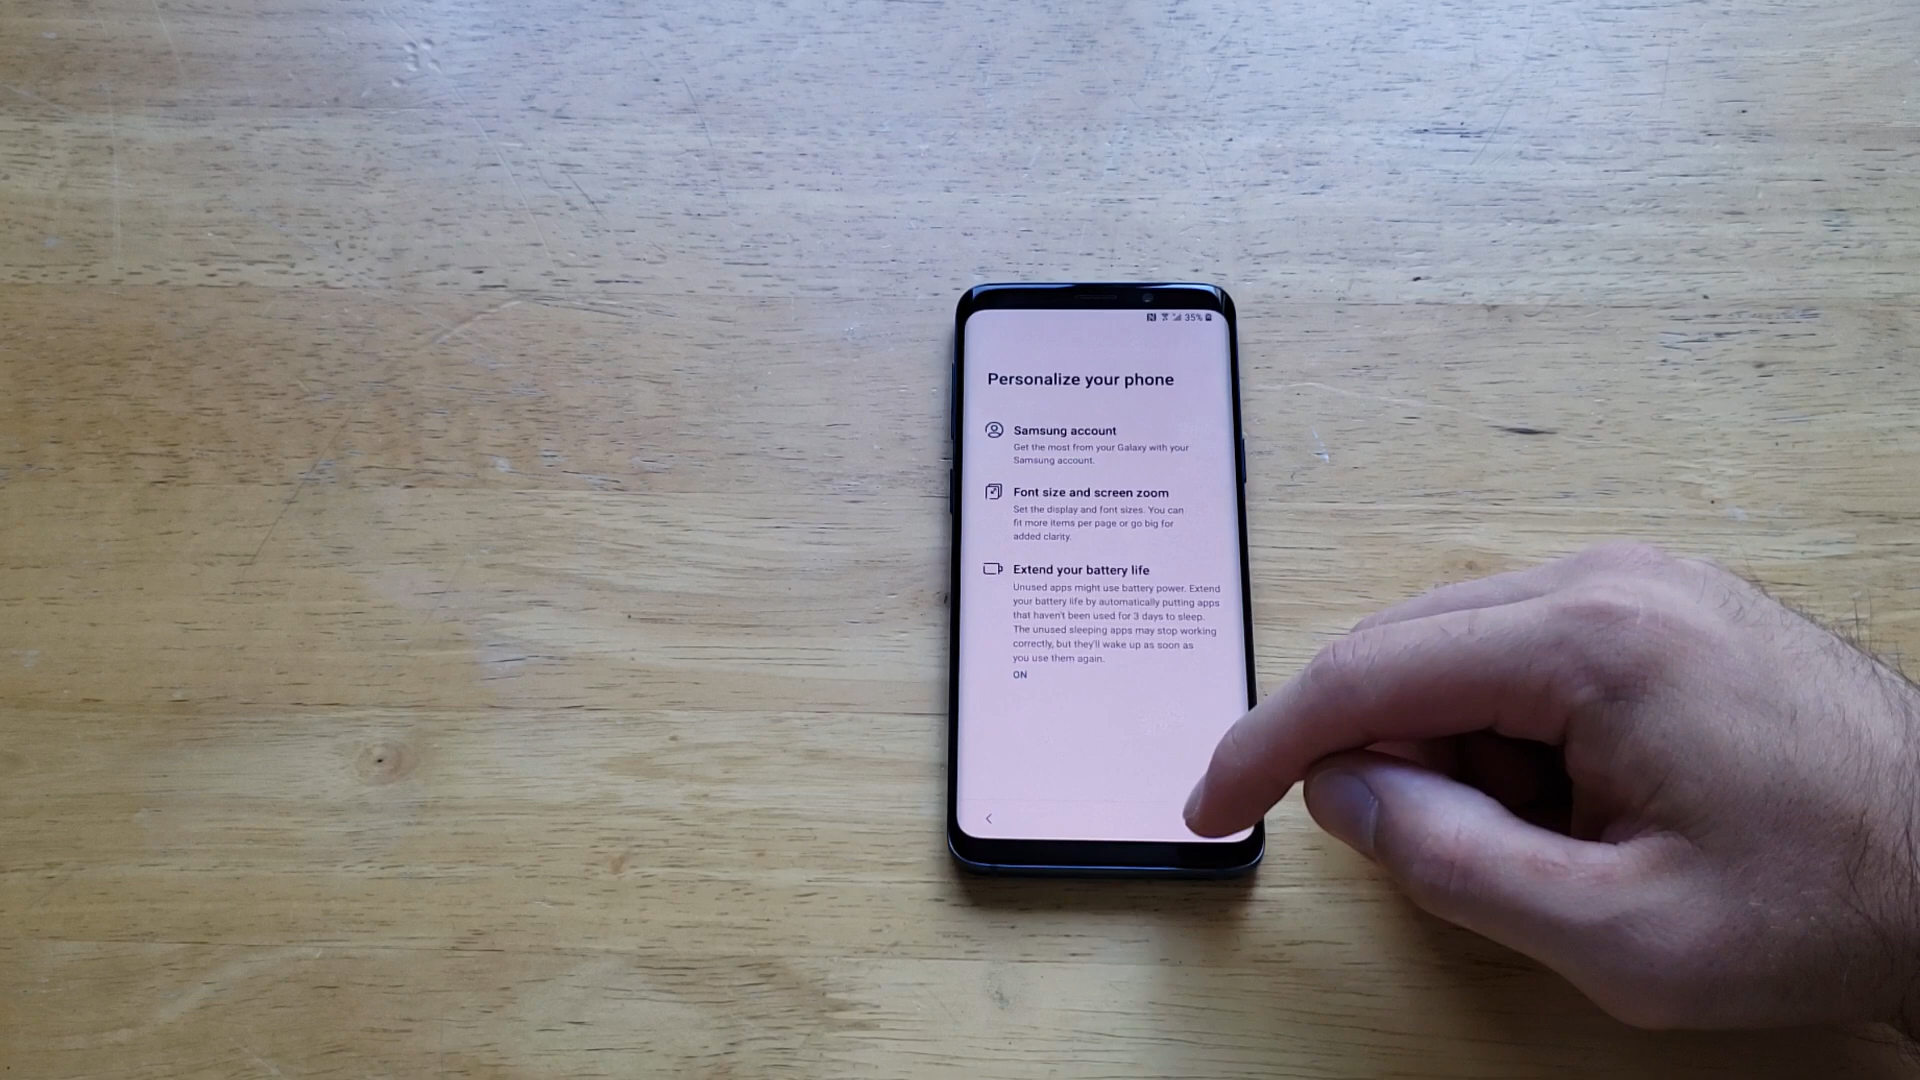 35%
Personalize your phone
Samsung account
Get the most from your Galaxy with your
Samsung account.
Font size and screen zoom
Set the display and font sizes. You can
fit more items per page or go big for
added clarity.
Extend your battery life
Unused apps might use battery power. Extend
your battery life by automatically putting apps
that haven't been used for 3 days to sleep.
The unused sleeping apps may stop working
correctly, but they'll wake up as soon as
you use them again.
ON